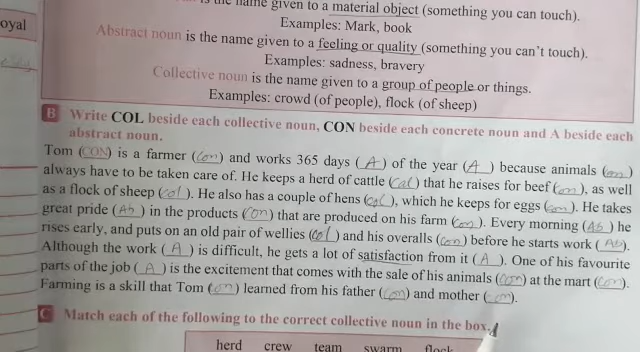 is the name given to a material object (something you can touch).
Examples: Mark, book
oyal
Abstract noun is the name given to a feeling or quality (something you can't touch).
Examples: sadness, bravery
Collective noun is the name given to a group of people or things.
Examples: crowd (of people), flock (of sheep)
B Write COL beside each collective noun, CON beside each concrete noun and A beside each
abstract noun.
Tom (CON) is a farmer (Con) and works 365 days (A) of the year (A) because animals (con)
always have to be taken care of. He keeps a herd of cattle (Col) that he raises for beef (con), as well
as a flock of sheep (col). He also has a couple of hens (col), which he keeps for eggs (con). He takes
great pride (Ab) in the products (con) that are produced on his farm (con). Every morning (Ab) he
rises early, and puts on an old pair of wellies (col) and his overalls (con) before he starts work (Ab).
Although the work (A) is difficult, he gets a lot of satisfaction from it (A). One of his favourite
parts of the job (A) is the excitement that comes with the sale of his animals (con) at the mart (con).
Farming is a skill that Tom (con) learned from his father (con) and mother (con).
C Match each of the following to the correct collective noun in the box.
herd crew team swarm flock